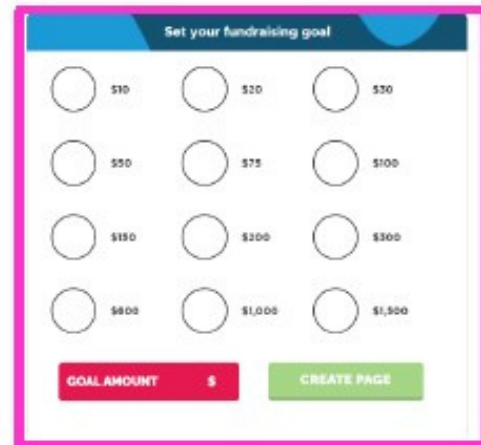 Set your fundraising goal
$10 $20 $30
$50 $75 $100
$150 $200 $300
$600 $1,000 $1,500
GOAL AMOUNT $ CREATE PAGE